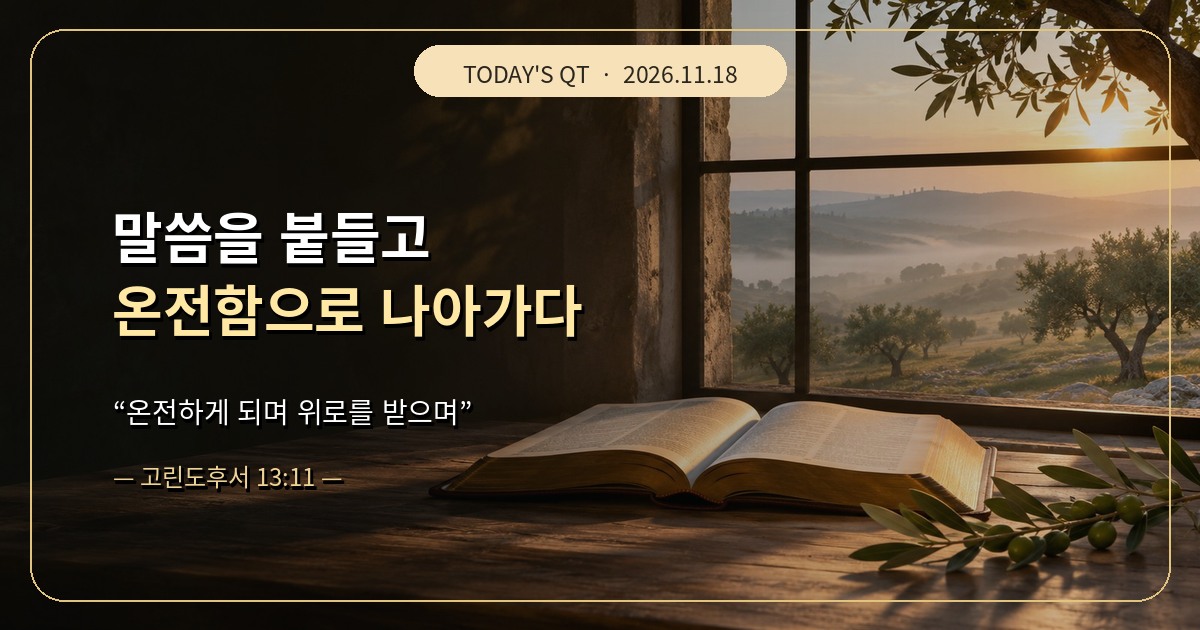 TODAY'S QT · 2026.11.18
말씀을 붙들고
온전함으로 나아가다
“온전하게 되며 위로를 받으며”
— 고린도후서 13:11 —